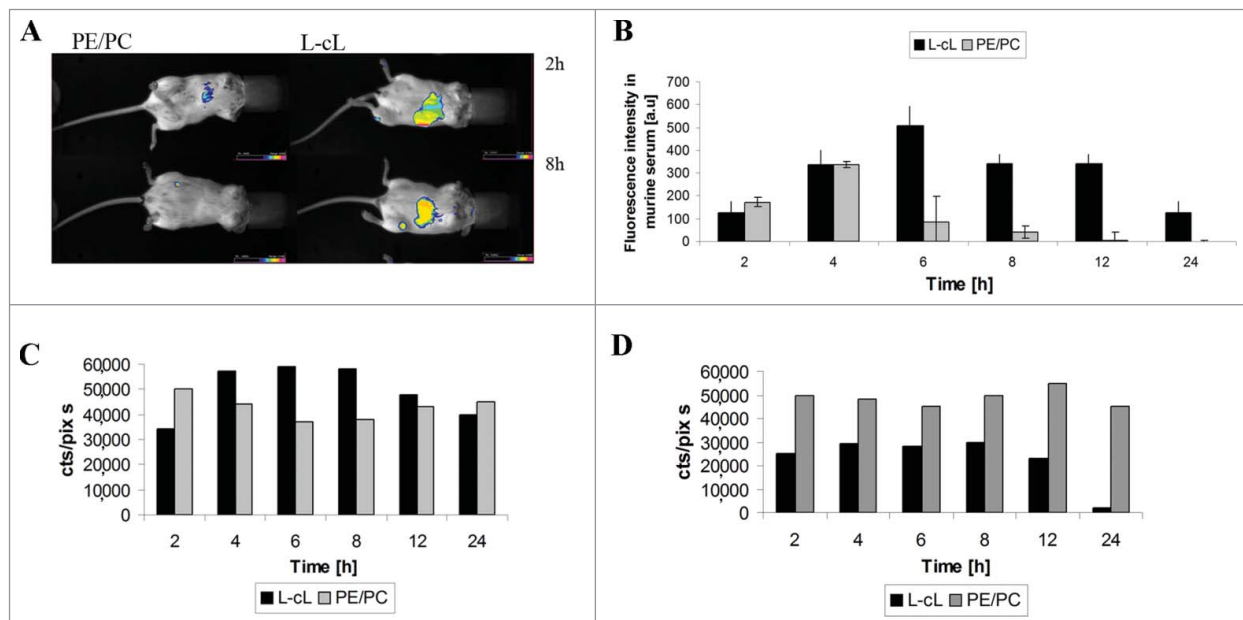 A
PE/PC
L-cL
2h
8h
B
L-cL PE/PC
Fluorescence intensity in
murine serum [a.u]
700
600
500
400
300
200
100
0
2 4 6 8 12 24
Time [h]
C
cts/pix s
60,000
50,000
40,000
30,000
20,000
10,000
0
2 4 6 8 12 24
Time [h]
L-cL PE/PC
D
cts/pix s
60,000
50,000
40,000
30,000
20,000
10,000
0
2 4 6 8 12 24
Time [h]
L-cL PE/PC